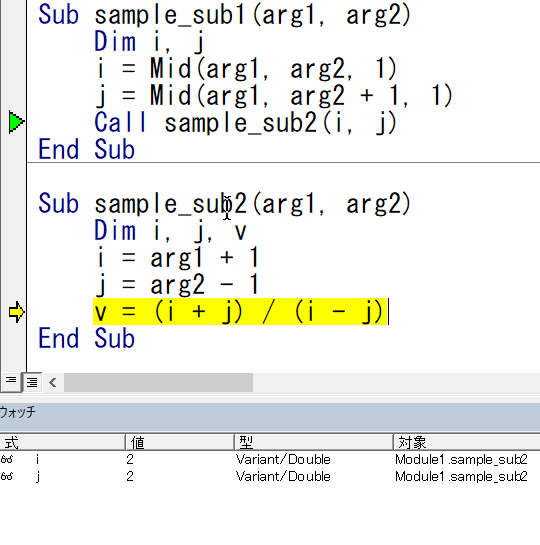 Sub sample_sub1(arg1, arg2)
Dim i, j
i = Mid(arg1, arg2, 1)
j = Mid(arg1, arg2 + 1, 1)
Call sample_sub2(i, j)
End Sub
Sub sample_sub2(arg1, arg2)
Dim i, j, v
i = arg1 + 1
j = arg2 - 1
v = (i + j) / (i - j)
End Sub
ウォッチ
式 値 型 対象
i 2 Variant/Double Module1.sample_sub2
j 2 Variant/Double Module1.sample_sub2